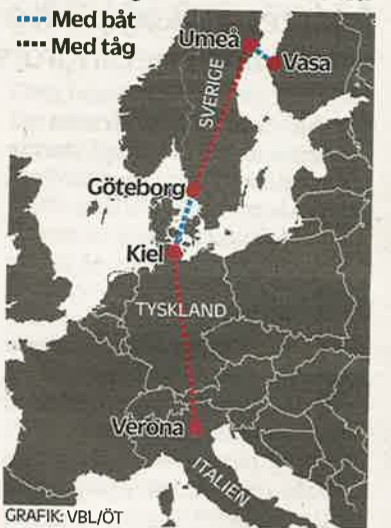 Med båt
Med tåg
Umeå
Vasa
SVERIGE
Göteborg
Kiel
TYSKLAND
Verona
ITALIEN
GRAFIK: VBL/ÖT